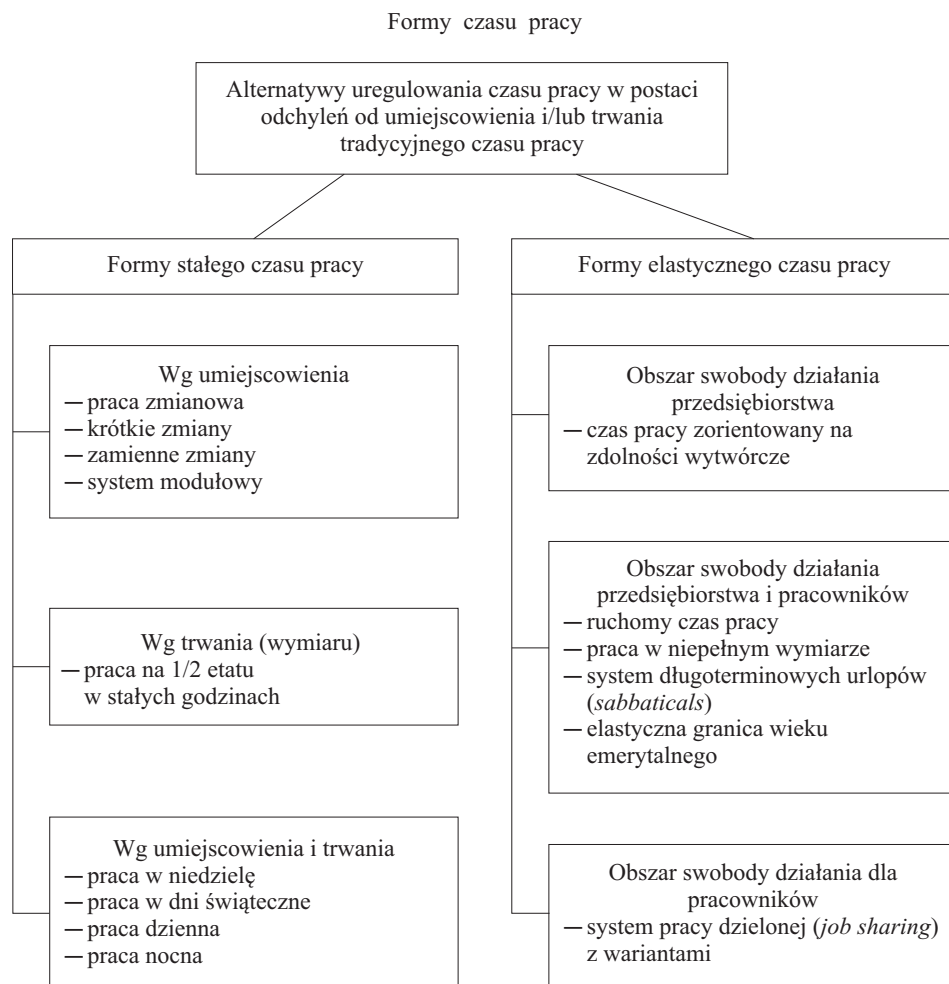 Formy czasu pracy
Alternatywy uregulowania czasu pracy w postaci
odchyleń od umiejscowienia i/lub trwania
tradycyjnego czasu pracy
Formy stałego czasu pracy
Wg umiejscowienia
— praca zmianowa
— krótkie zmiany
— zamienne zmiany
— system modułowy
Wg trwania (wymiaru)
— praca na 1/2 etatu
w stałych godzinach
Wg umiejscowienia i trwania
— praca w niedzielę
— praca w dni świąteczne
— praca dzienna
— praca nocna
Formy elastycznego czasu pracy
Obszar swobody działania
przedsiębiorstwa
— czas pracy zorientowany na
zdolności wytwórcze
Obszar swobody działania
przedsiębiorstwa i pracowników
— ruchomy czas pracy
— praca w niepełnym wymiarze
— system długoterminowych urlopów
(sabbaticals)
— elastyczna granica wieku
emerytalnego
Obszar swobody działania dla
pracowników
— system pracy dzielonej (job sharing)
z wariantami